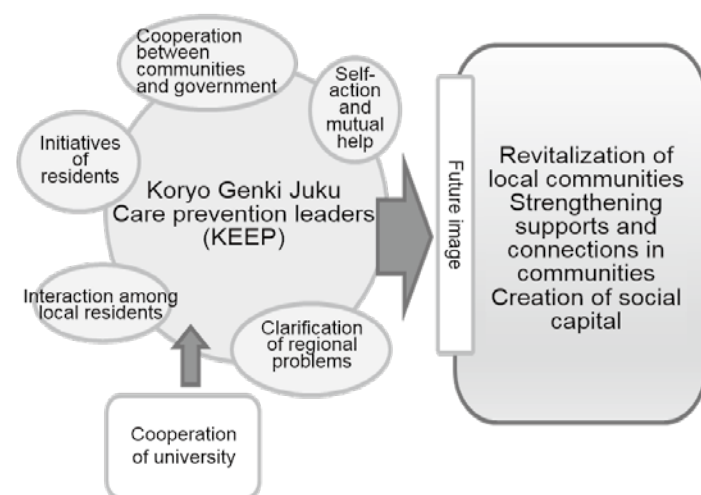 Cooperation
between
communities
and government
Self-
action
and
mutual
help
Initiatives
of
residents
Koryo Genki Juku
Care prevention leaders
(KEEP)
Interaction among
local residents
Clarification
of regional
problems
Cooperation
of university
Future image
Revitalization of
local communities
Strengthening
supports and
connections in
communities
Creation of social
capital